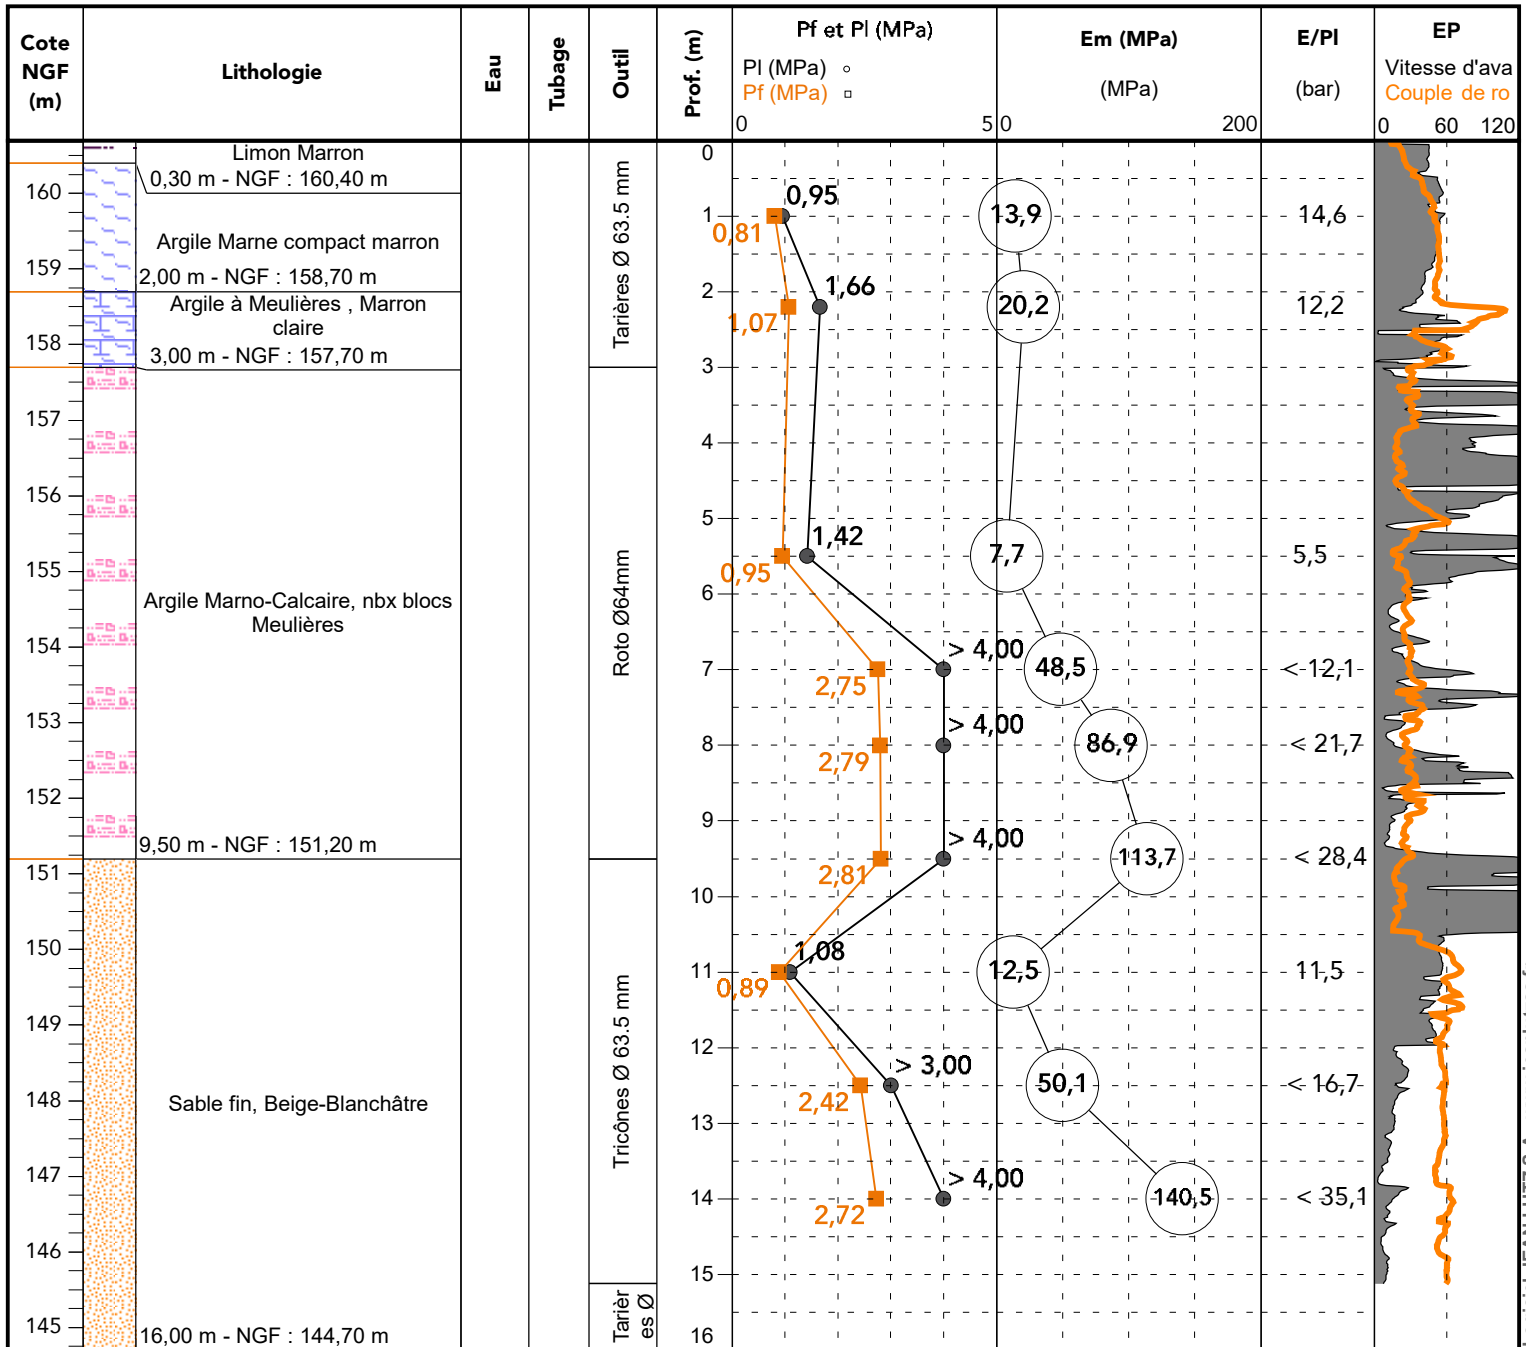 Cote
NGF
(m)
Lithologie
Eau
Tubage
Outil
Prof. (m)
Pf et Pl (MPa)
Pl (MPa)
Pf (MPa)
0 5
Em (MPa)
(MPa)
0 200
E/Pl
(bar)
EP
Vitesse d'ava
Couple de ro
0 60 120
160
159
158
157
156
155
154
153
152
151
150
149
148
147
146
145
Limon Marron
0,30 m - NGF : 160,40 m
Argile Marne compact marron
2,00 m - NGF : 158,70 m
Argile à Meulières , Marron
claire
3,00 m - NGF : 157,70 m
Argile Marno-Calcaire, nbx blocs
Meulières
9,50 m - NGF : 151,20 m
Sable fin, Beige-Blanchâtre
16,00 m - NGF : 144,70 m
Tarières Ø 63.5 mm
Roto Ø64mm
Tricônes Ø 63.5 mm
Tarièr
es Ø
0
1
2
3
4
5
6
7
8
9
10
11
12
13
14
15
16
0,95
1,66
1,42
> 4,00
> 4,00
> 4,00
1,08
> 3,00
> 4,00
0,81
1,07
0,95
2,75
2,79
2,81
0,89
2,42
2,72
13,9
20,2
7,7
48,5
86,9
113,7
12,5
50,1
140,5
14,6
12,2
5,5
< 12,1
< 21,7
< 28,4
11,5
< 16,7
< 35,1